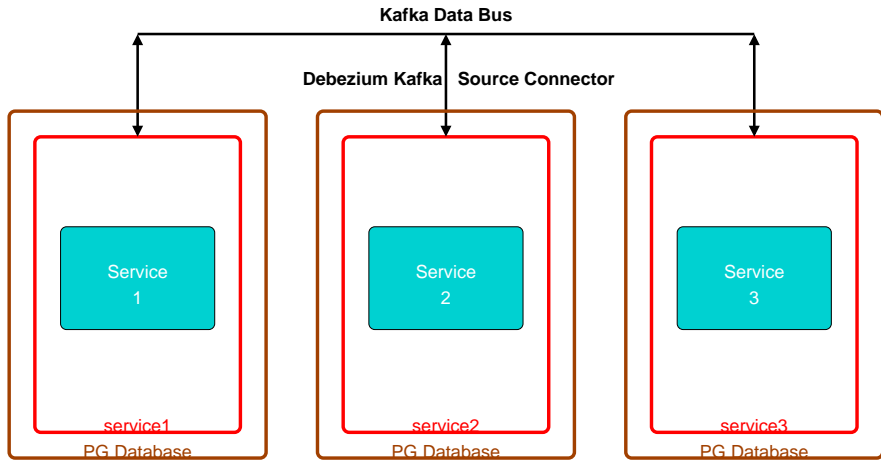 Kafka Data Bus
Debezium Kafka Source Connector
Service
1
Service
2
Service
3
service1
service2
service3
PG Database
PG Database
PG Database